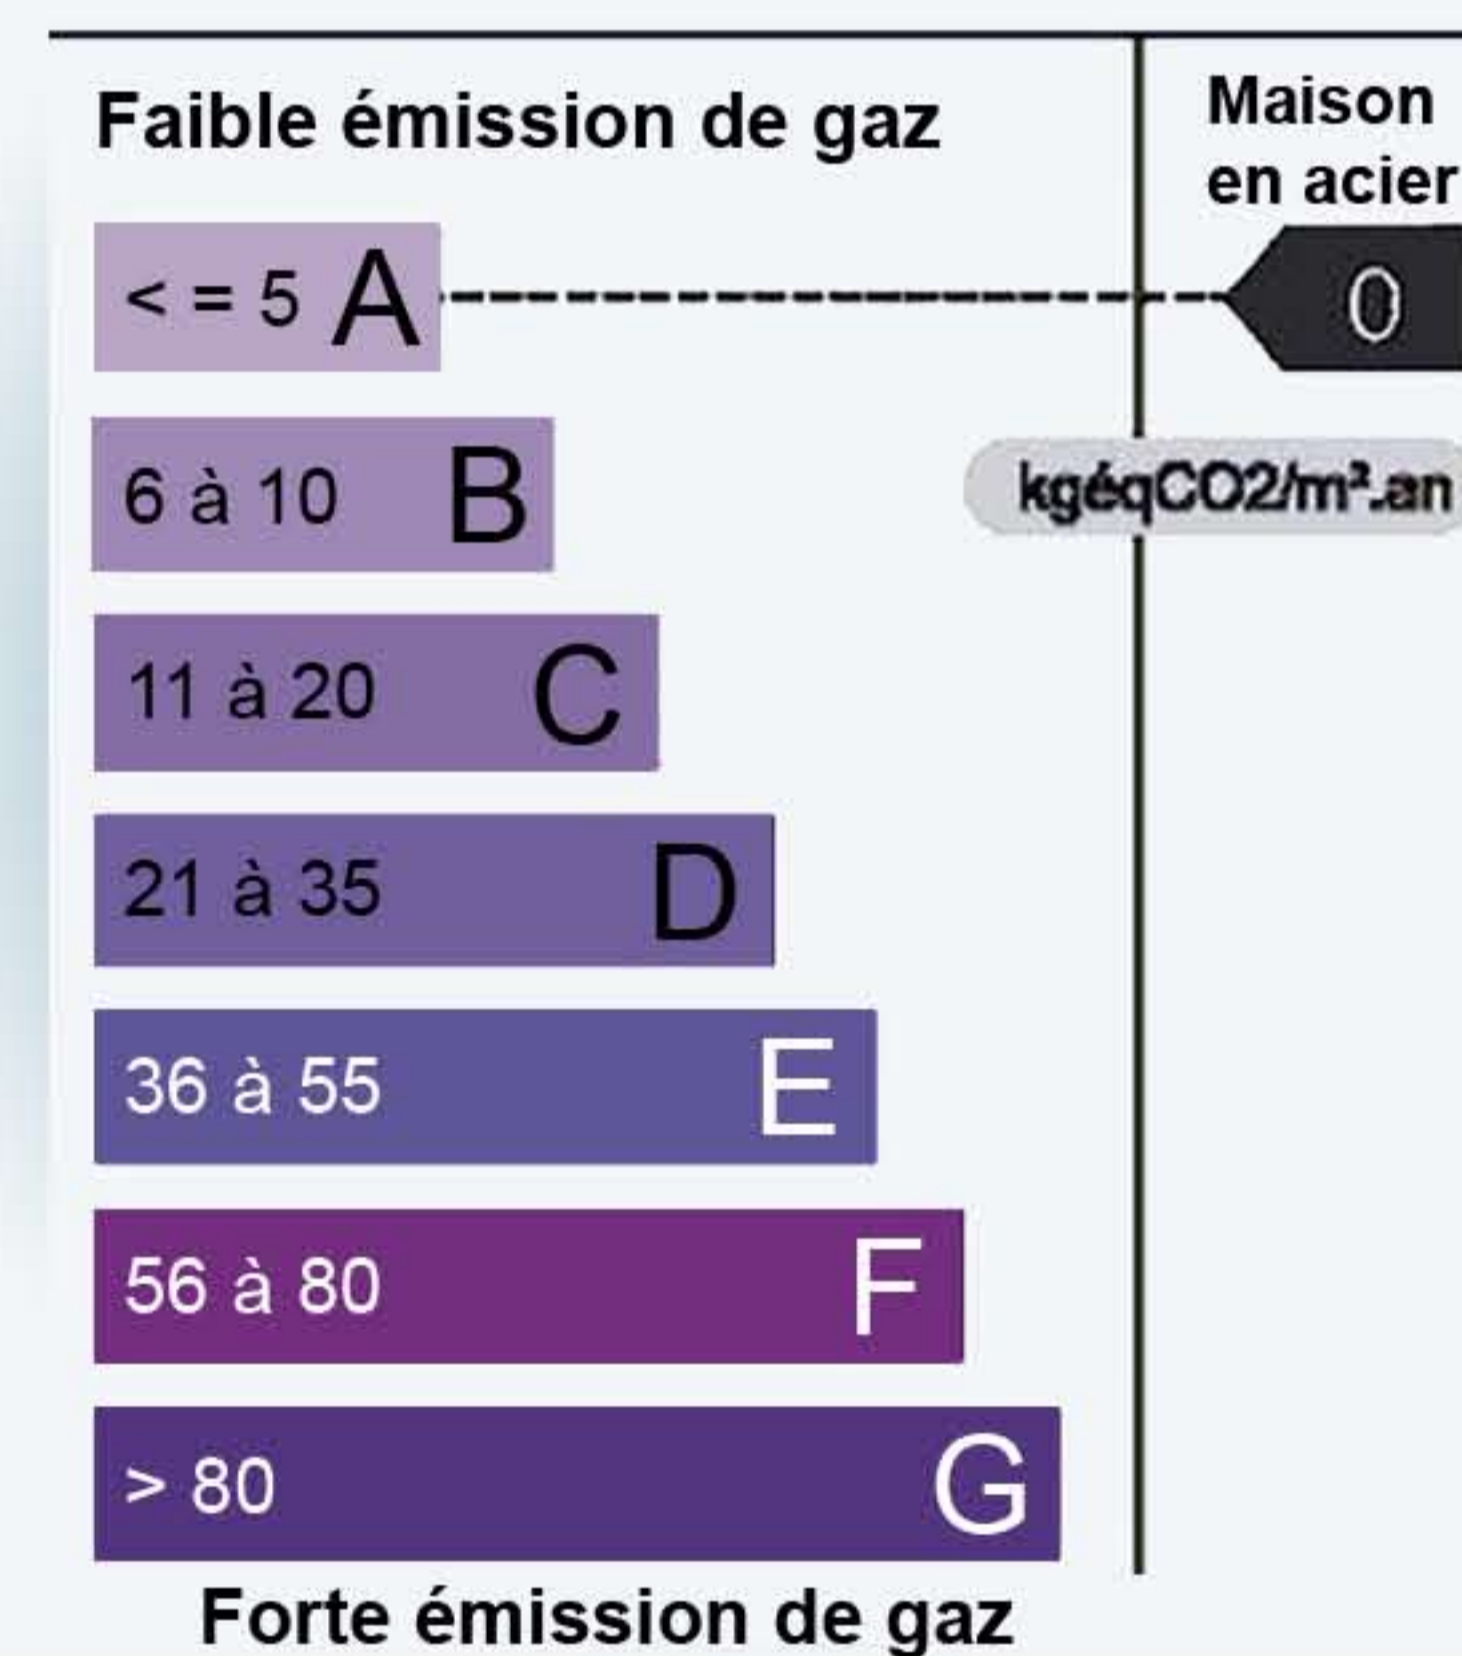 Faible émission de gaz
Maison
en acier
< = 5 A
0
6 à 10 B
kgéqCO2/m².an
11 à 20 C
21 à 35 D
36 à 55 E
56 à 80 F
> 80 G
Forte émission de gaz